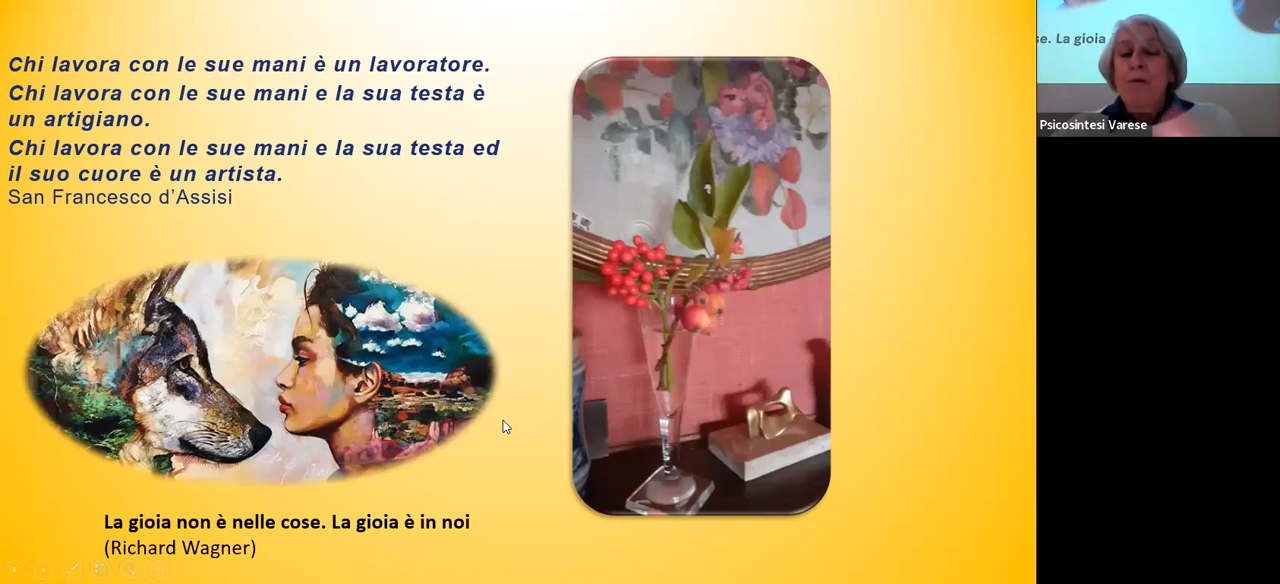 Chi lavora con le sue mani è un lavoratore.
Chi lavora con le sue mani e la sua testa è
un artigiano.
Chi lavora con le sue mani e la sua testa ed
il suo cuore è un artista.
San Francesco d’Assisi
La gioia non è nelle cose. La gioia è in noi
(Richard Wagner)
se. La gioia
Psicosintesi Varese